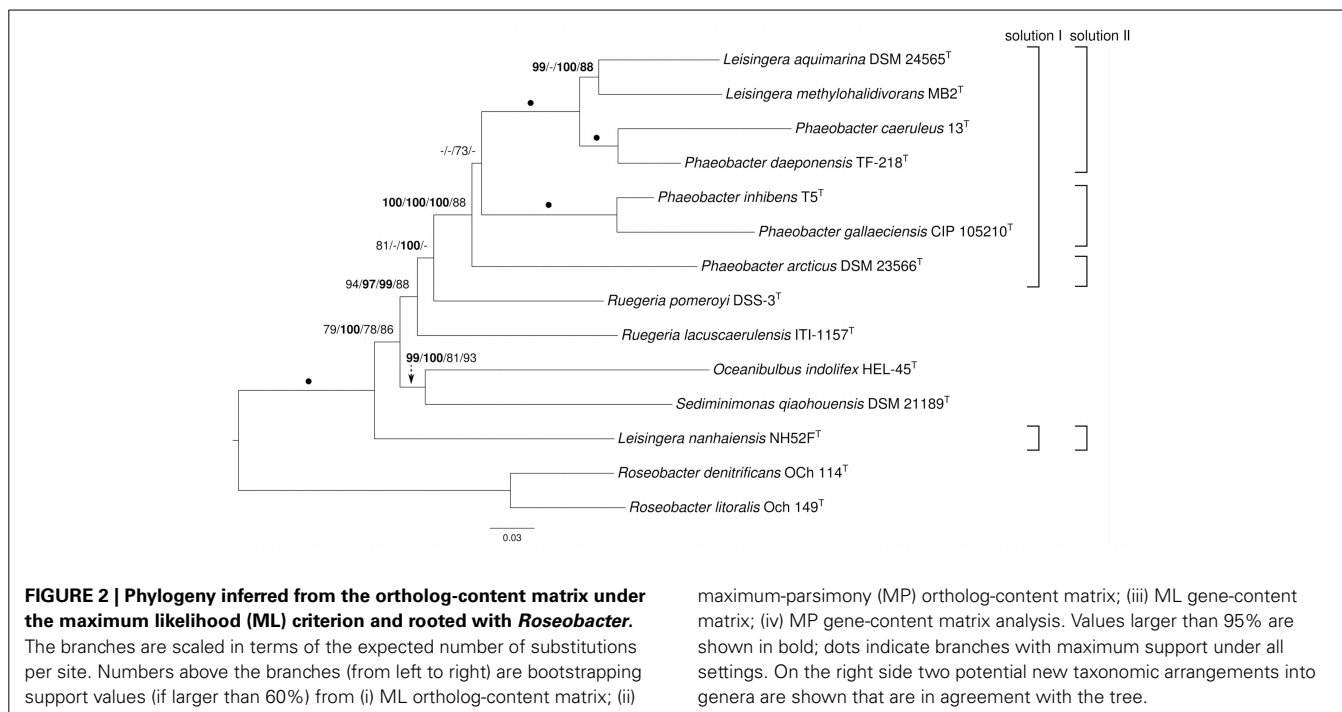 solution I solution II
Leisingera aquimarina DSM 24565T
99/-/100/88
Leisingera methylohalidivorans MB2T
Phaeobacter caeruleus 13T
-/-/73/-
Phaeobacter daeponensis TF-218T
Phaeobacter inhibens T5T
100/100/100/88
Phaeobacter gallaeciensis CIP 105210T
81/-/100/-
Phaeobacter arcticus DSM 23566T
94/97/99/88
Ruegeria pomeroyi DSS-3T
79/100/78/86
Ruegeria lacuscaerulensis ITI-1157T
99/100/81/93
Oceanibulbus indolifex HEL-45T
Sediminimonas qiaohouensis DSM 21189T
Leisingera nanhaiensis NH52FT
Roseobacter denitrificans OCh 114T
Roseobacter litoralis Och 149T
0.03
FIGURE 2 | Phylogeny inferred from the ortholog-content matrix under
the maximum likelihood (ML) criterion and rooted with Roseobacter.
The branches are scaled in terms of the expected number of substitutions
per site. Numbers above the branches (from left to right) are bootstrapping
support values (if larger than 60%) from (i) ML ortholog-content matrix; (ii)
maximum-parsimony (MP) ortholog-content matrix; (iii) ML gene-content
matrix; (iv) MP gene-content matrix analysis. Values larger than 95% are
shown in bold; dots indicate branches with maximum support under all
settings. On the right side two potential new taxonomic arrangements into
genera are shown that are in agreement with the tree.